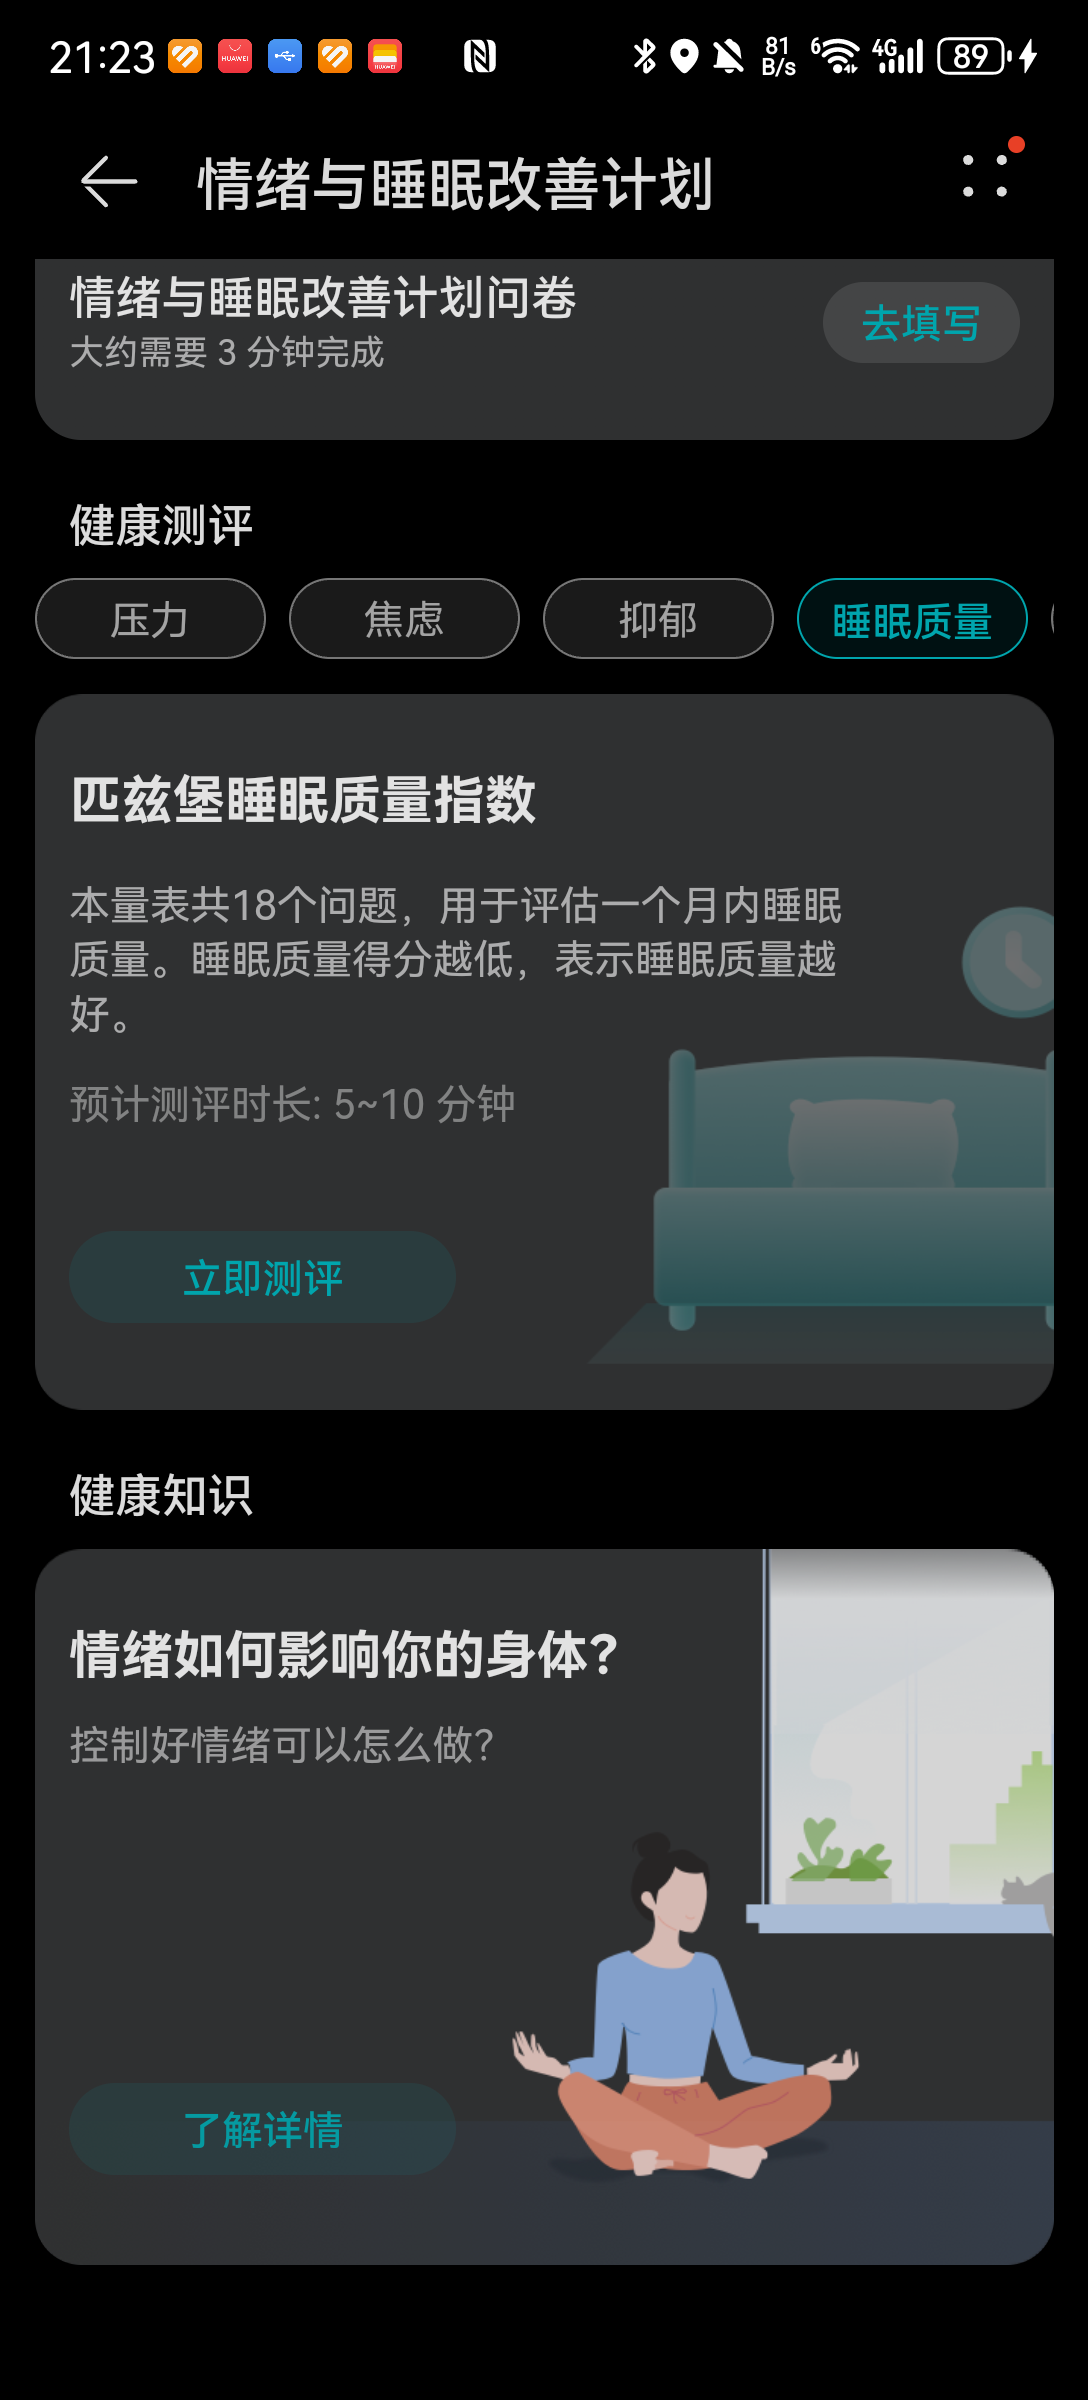 21:23
HUAWEI
HUAWEI
81
B/s
6
4G
89
情绪与睡眠改善计划
情绪与睡眠改善计划问卷
大约需要 3 分钟完成
去填写
健康测评
压力
焦虑
抑郁
睡眠质量
匹兹堡睡眠质量指数
本量表共18个问题，用于评估一个月内睡眠
质量。睡眠质量得分越低，表示睡眠质量越
好。
预计测评时长: 5~10 分钟
立即测评
健康知识
情绪如何影响你的身体？
控制好情绪可以怎么做？
了解详情